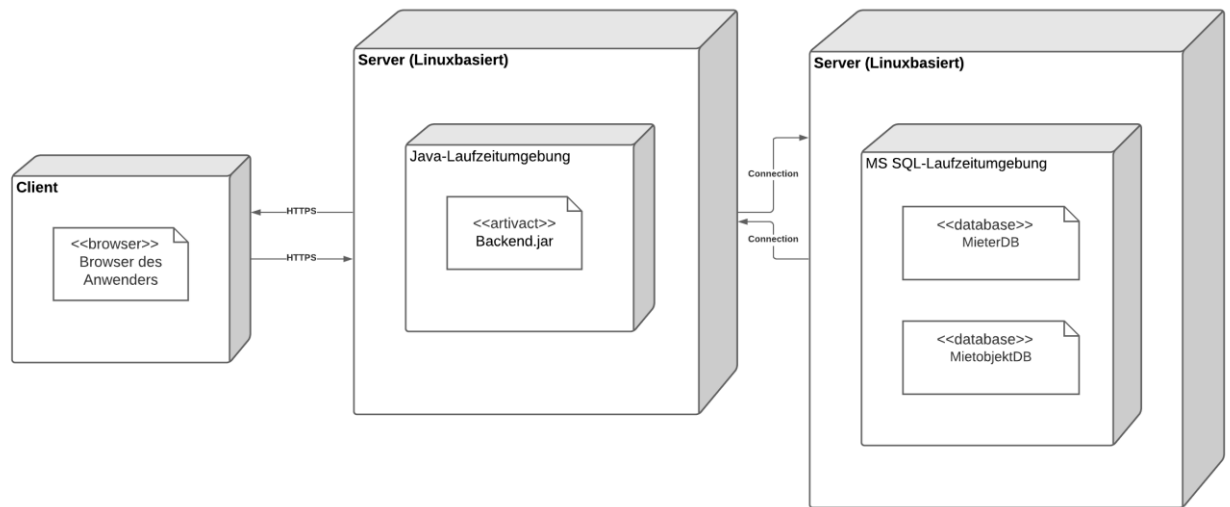 Client
<<browser>>
Browser des
Anwenders
HTTPS
HTTPS
Server (Linuxbasiert)
Java-Laufzeitumgebung
<<artivact>>
Backend.jar
Connection
Connection
Server (Linuxbasiert)
MS SQL-Laufzeitumgebung
<<database>>
MieterDB
<<database>>
MietobjektDB